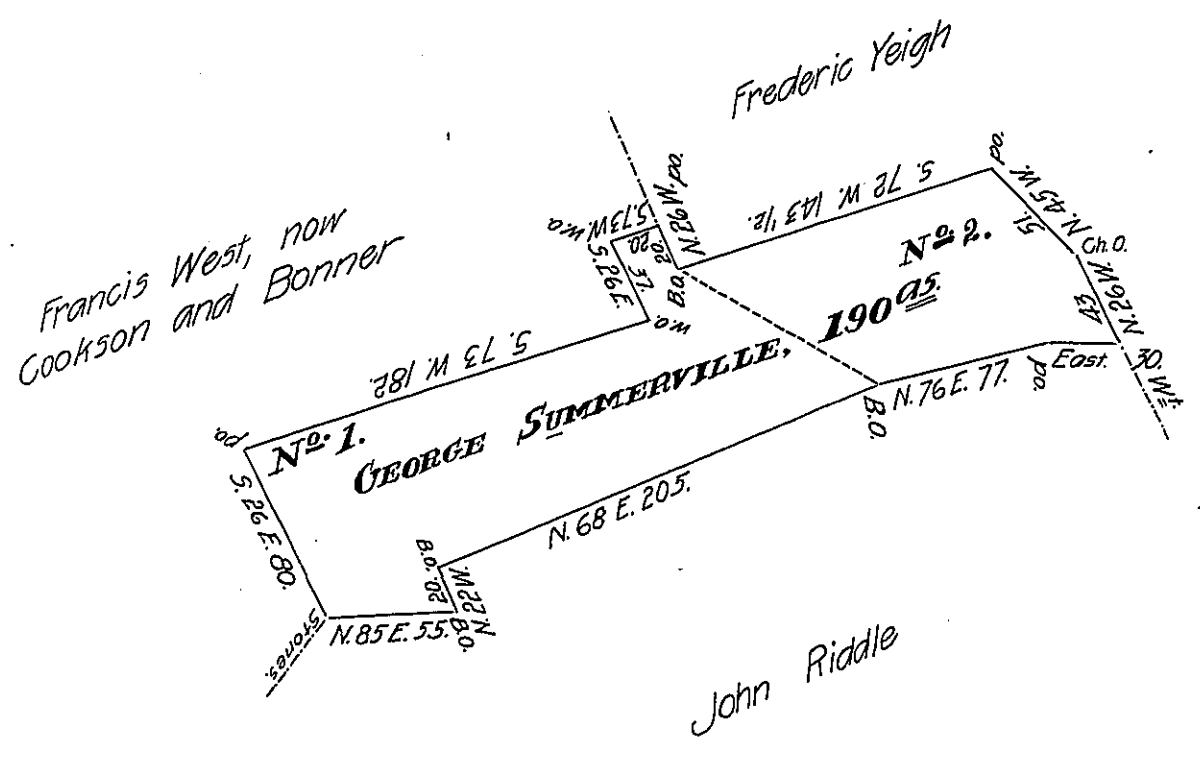 Frederic Yeigh
Francis West, now
Cookson and Bonner
po.
N. 26 W.
20.
S. 73 W.
20.
w.o.
S. 26 E.
37.
w.o.
B.o.
S. 72 W. 143 1/2.
po.
N. 45 W.
51.
Ch. O.
N. 26 W.
43
30.
Wt.
East.
po.
N. 76 E. 77.
B.O.
No. 2.
190 as.
S. 73 W. 182.
po.
No. 1.
GEORGE SUMMERVILLE,
S. 26 E. 80.
Stones.
N. 85 E. 55.
B.O.
N. 22 W.
20.
B.O.
N. 68 E. 205.
John Riddle